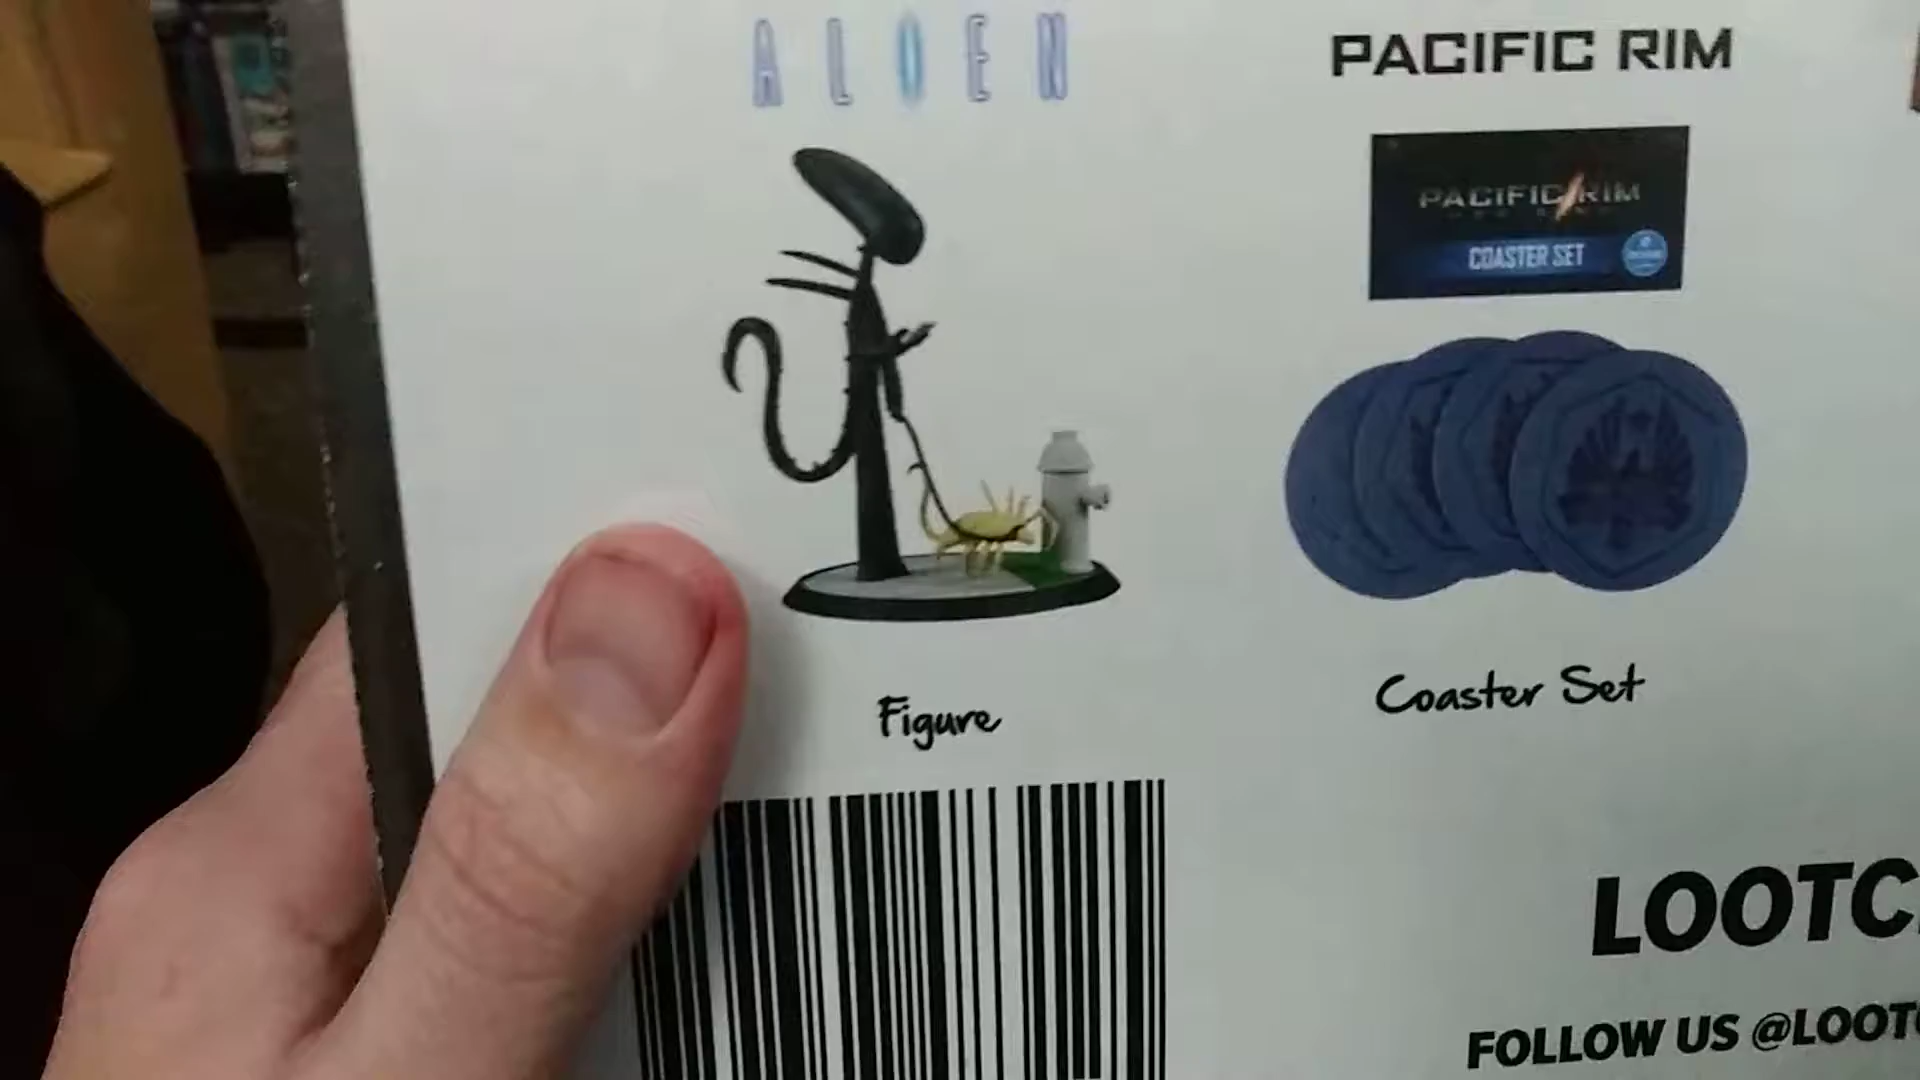 ALIEN
PACIFIC RIM
PACIFIC RIM
COASTER SET
Figure
Coaster Set
LOOTC
FOLLOW US @LOOT